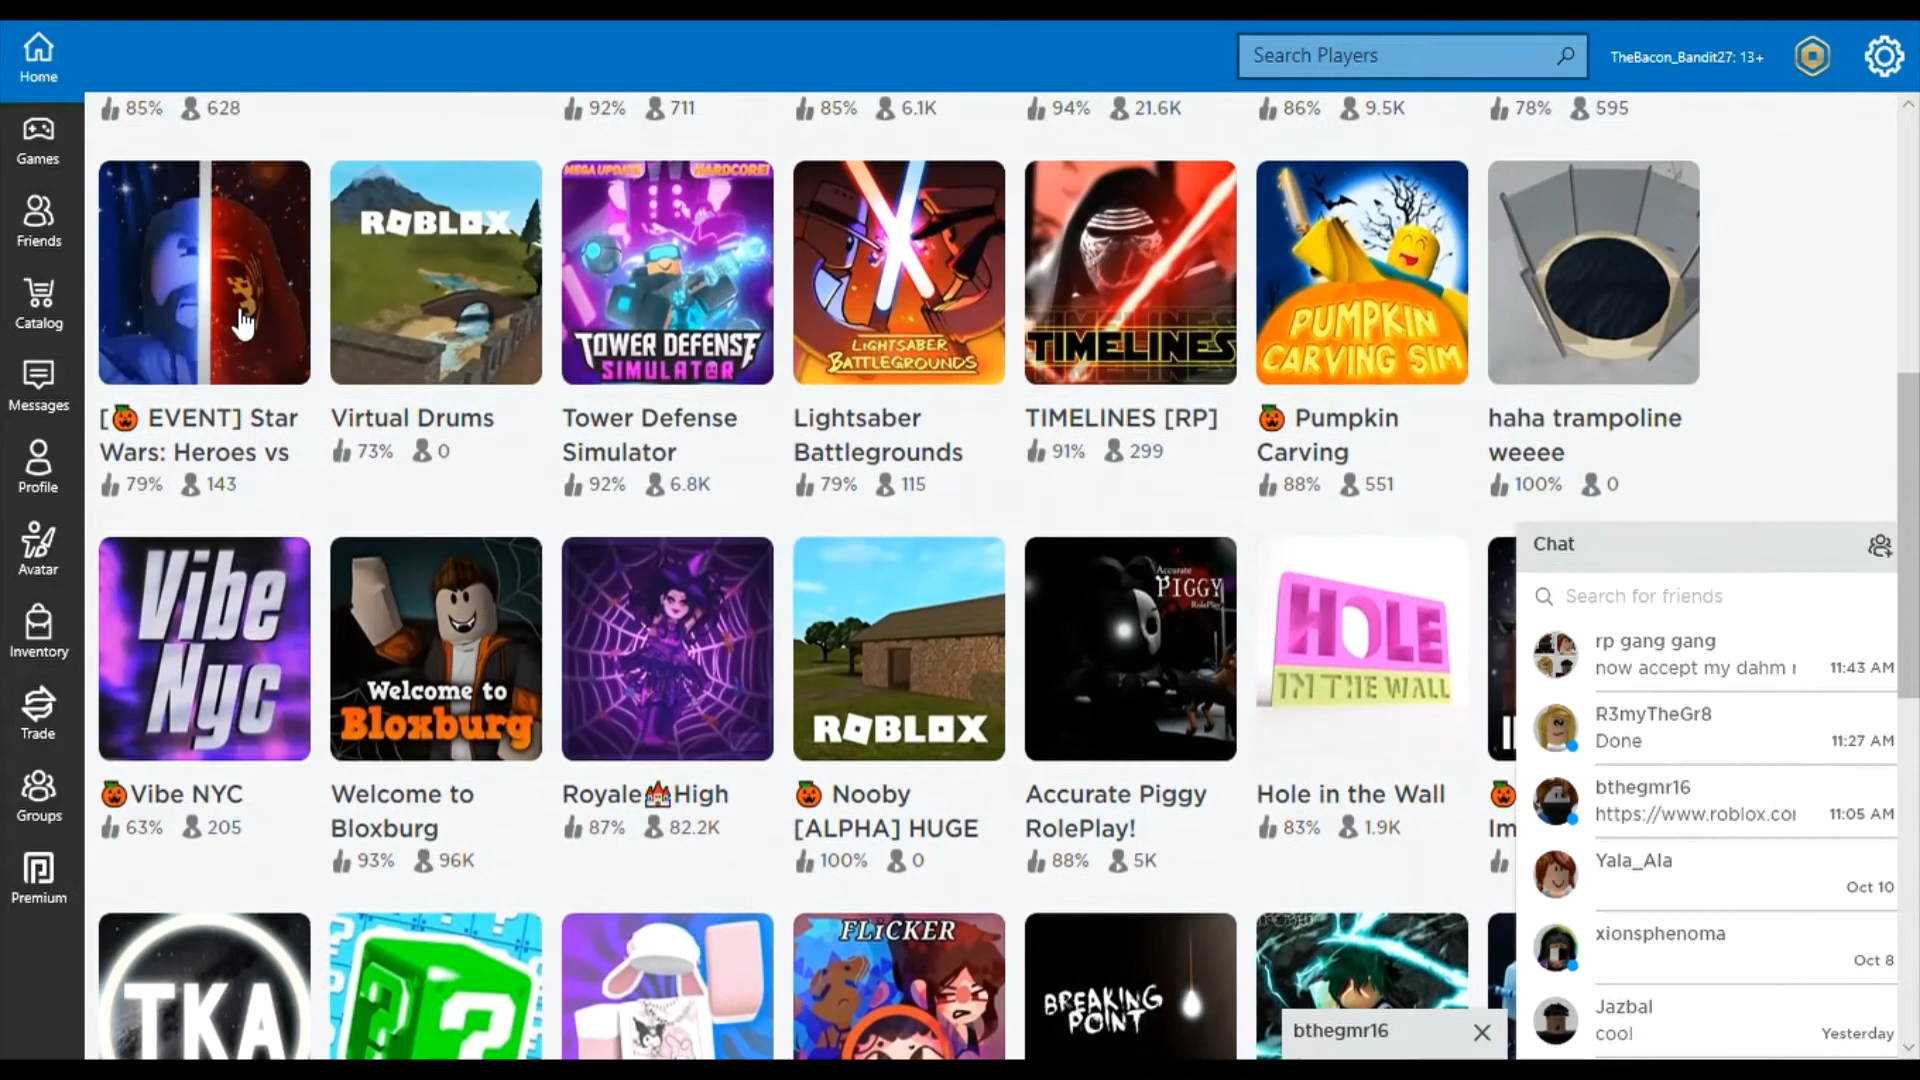 Home
Search Players
TheBacon_Bandit27: 13+
Games
Friends
Catalog
Messages
Profile
Avatar
Inventory
Trade
Groups
Premium
85% 628
92% 711
85% 6.1K
94% 21.6K
86% 9.5K
78% 595
ROBLOX
MEGA UPDATE HARDCORE!
TOWER DEFENSE
SIMULATOR
LIGHTSABER
BATTLEGROUNDS
TIMELINES
PUMPKIN
CARVING SIM
[🎃 EVENT] Star
Wars: Heroes vs
79% 143
Virtual Drums
73% 0
Tower Defense
Simulator
92% 6.8K
Lightsaber
Battlegrounds
79% 115
TIMELINES [RP]
91% 299
🎃 Pumpkin
Carving
88% 551
haha trampoline
weeee
100% 0
Vibe
Nyc
Welcome to
Bloxburg
ROBLOX
Accurate
PIGGY
RolePlay
HOLE
IN THE WALL
🎃Vibe NYC
63% 205
Welcome to
Bloxburg
93% 96K
Royale🏰High
87% 82.2K
🎃 Nooby
[ALPHA] HUGE
100% 0
Accurate Piggy
RolePlay!
88% 5K
Hole in the Wall
83% 1.9K
🎃
Im
TKA
?
?
FLiCKER
BREAKING
POINT
Chat
Search for friends
rp gang gang
now accept my dahm r 11:43 AM
R3myTheGr8
Done 11:27 AM
bthegmr16
https://www.roblox.cor 11:05 AM
Yala_Ala
Oct 10
xionsphenoma
Oct 8
Jazbal
cool Yesterday
bthegmr16